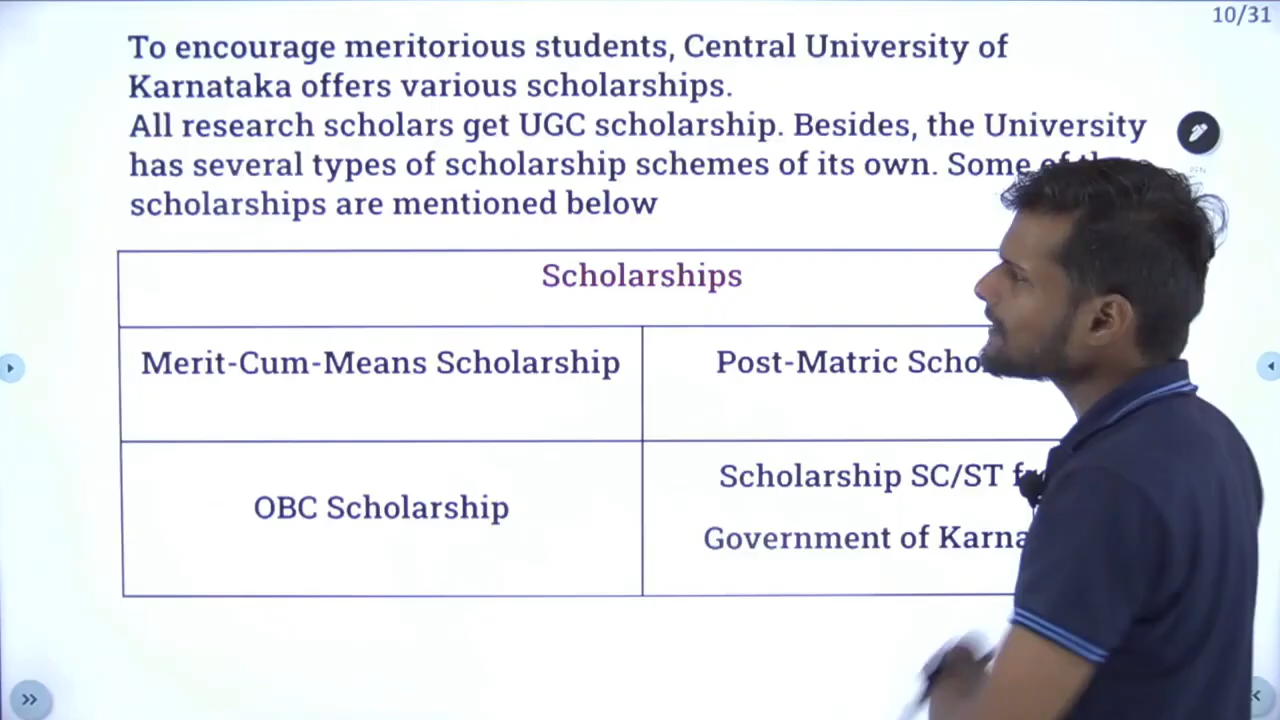 10/31
To encourage meritorious students, Central University of
Karnataka offers various scholarships.
All research scholars get UGC scholarship. Besides, the University
has several types of scholarship schemes of its own. Some of
scholarships are mentioned below
Scholarships
Merit-Cum-Means Scholarship
Post-Matric
OBC Scholarship
Scholarship SC/ST
Government of